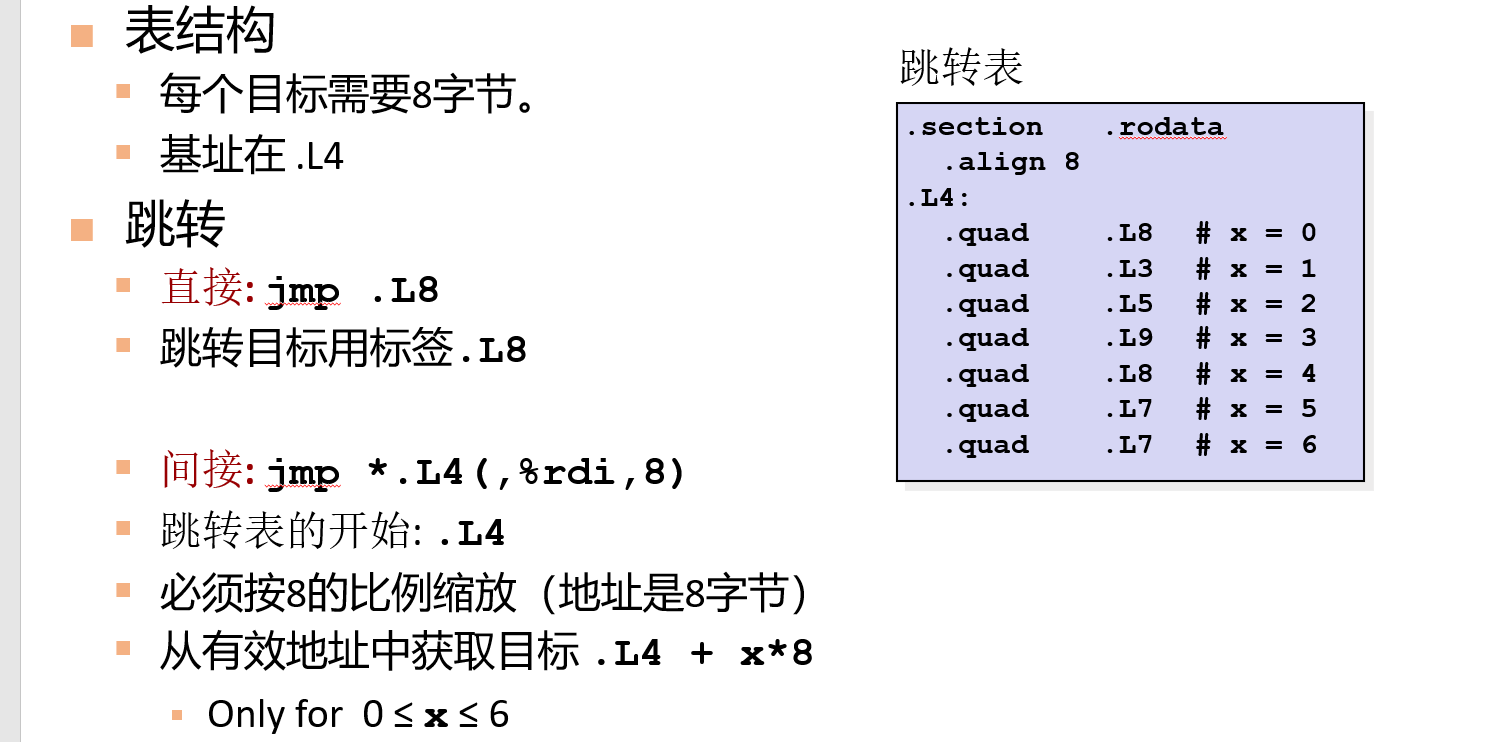 表结构
每个目标需要8字节。
基址在 .L4
跳转
直接: jmp .L8
跳转目标用标签.L8
间接: jmp *.L4(,%rdi,8)
跳转表的开始: .L4
必须按8的比例缩放（地址是8字节）
从有效地址中获取目标 .L4 + x*8
Only for 0 ≤ x ≤ 6
跳转表
.section .rodata
.align 8
.L4:
.quad .L8 # x = 0
.quad .L3 # x = 1
.quad .L5 # x = 2
.quad .L9 # x = 3
.quad .L8 # x = 4
.quad .L7 # x = 5
.quad .L7 # x = 6